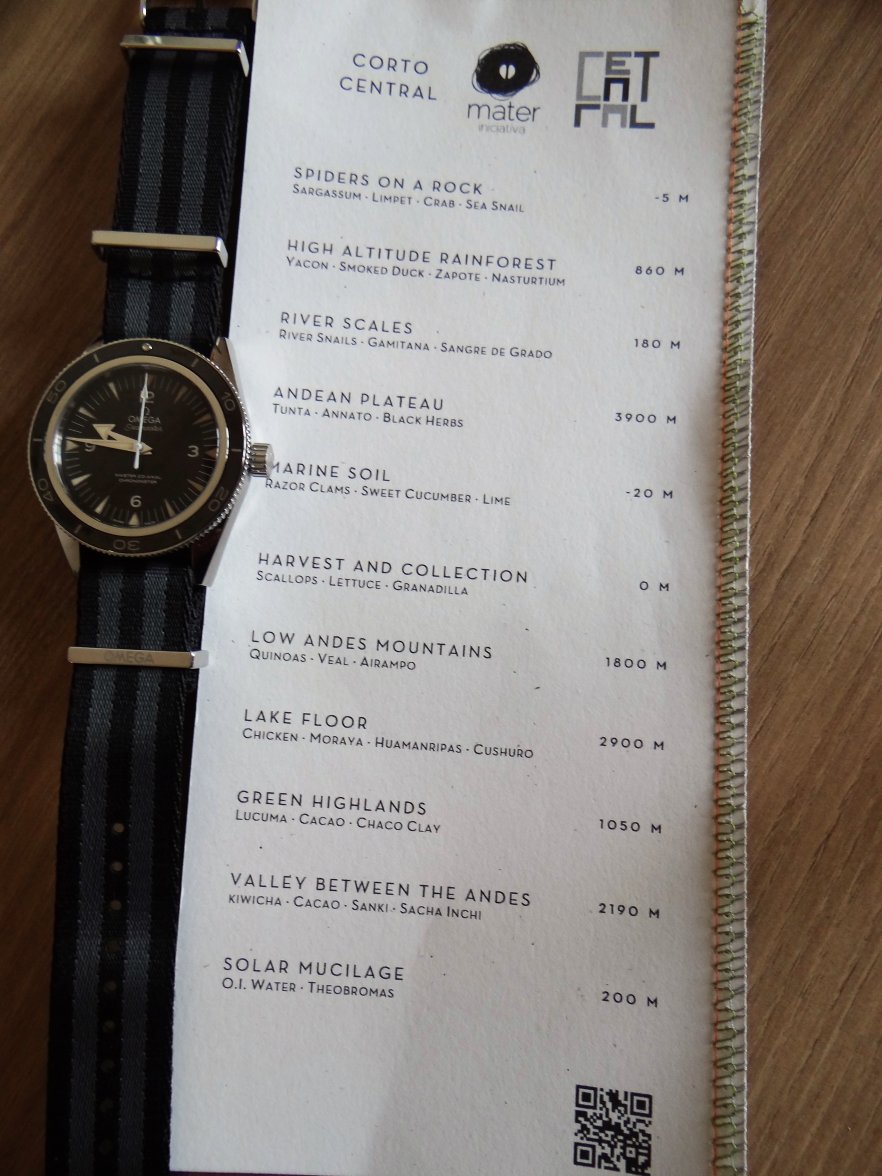 CORTO
CENTRAL
mater
iniciativa
CENTRAL
SPIDERS ON A ROCK
SARGASSUM · LIMPET · CRAB · SEA SNAIL
-5 M
HIGH ALTITUDE RAINFOREST
YACON · SMOKED DUCK · ZAPOTE · NASTURTIUM
860 M
RIVER SCALES
RIVER SNAILS · GAMITANA · SANGRE DE GRADO
180 M
ANDEAN PLATEAU
TUNTA · ANNATO · BLACK HERBS
3900 M
MARINE SOIL
RAZOR CLAMS · SWEET CUCUMBER · LIME
-20 M
HARVEST AND COLLECTION
SCALLOPS · LETTUCE · GRANADILLA
0 M
LOW ANDES MOUNTAINS
QUINOAS · VEAL · AIRAMPO
1800 M
LAKE FLOOR
CHICKEN · MORAYA · HUAMANRIPAS · CUSHURO
2900 M
GREEN HIGHLANDS
LUCUMA · CACAO · CHACO CLAY
1050 M
VALLEY BETWEEN THE ANDES
KIWICHA · CACAO · SANKI · SACHA INCHI
2190 M
SOLAR MUCILAGE
O.I. WATER · THEOBROMAS
200 M
50
10
40
20
30
12
OMEGA
Seamaster
9
3
MASTER CO-AXIAL
CHRONOMETER
6
OMEGA